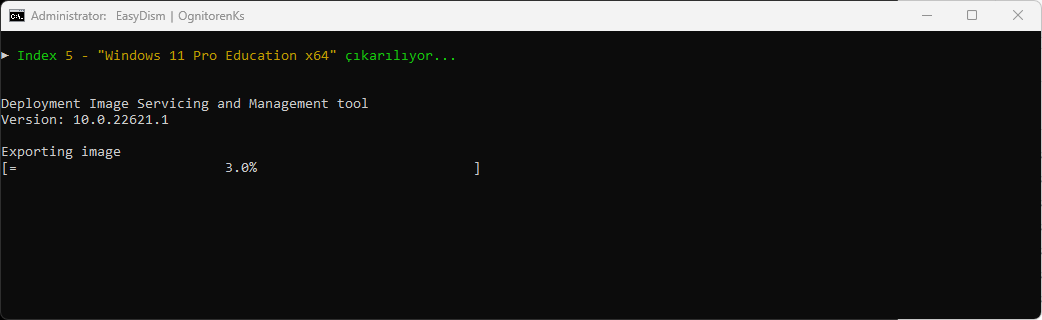 Administrator: EasyDism | OgnitorenKs
► Index 5 - "Windows 11 Pro Education x64" çıkarılıyor...
Deployment Image Servicing and Management tool
Version: 10.0.22621.1
Exporting image
[= 3.0% ]